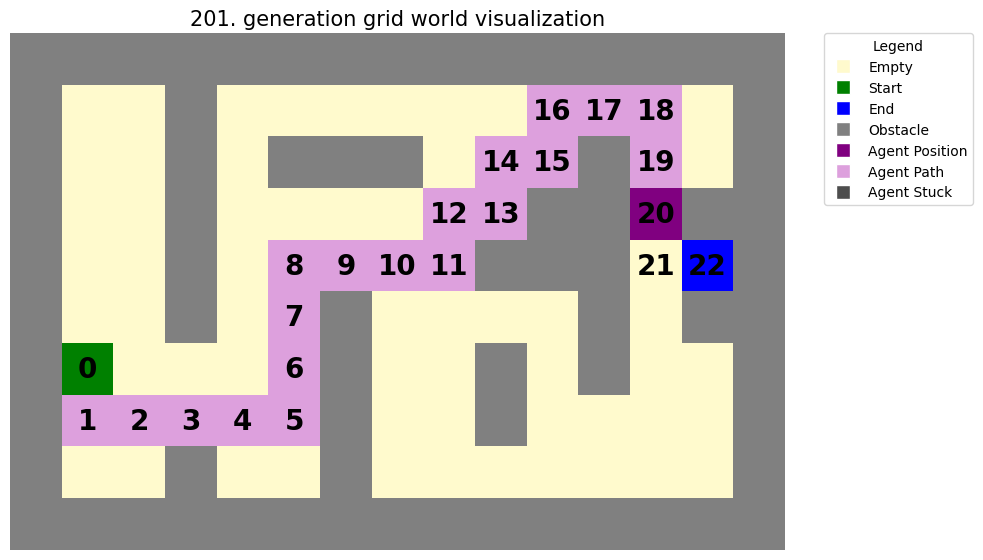 201. generation grid world visualization
Legend
Empty
Start
End
Obstacle
Agent Position
Agent Path
Agent Stuck
16 17 18
14 15 19
12 13 20
8 9 10 11 21 22
7
0 6
1 2 3 4 5